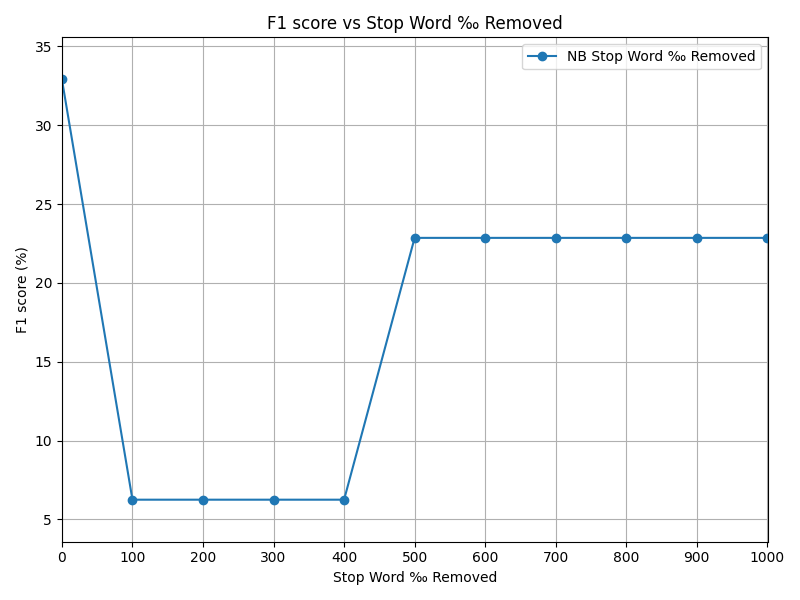 F1 score vs Stop Word ‰ Removed
NB Stop Word ‰ Removed
F1 score (%)
35
30
25
20
15
10
5
0 100 200 300 400 500 600 700 800 900 1000
Stop Word ‰ Removed